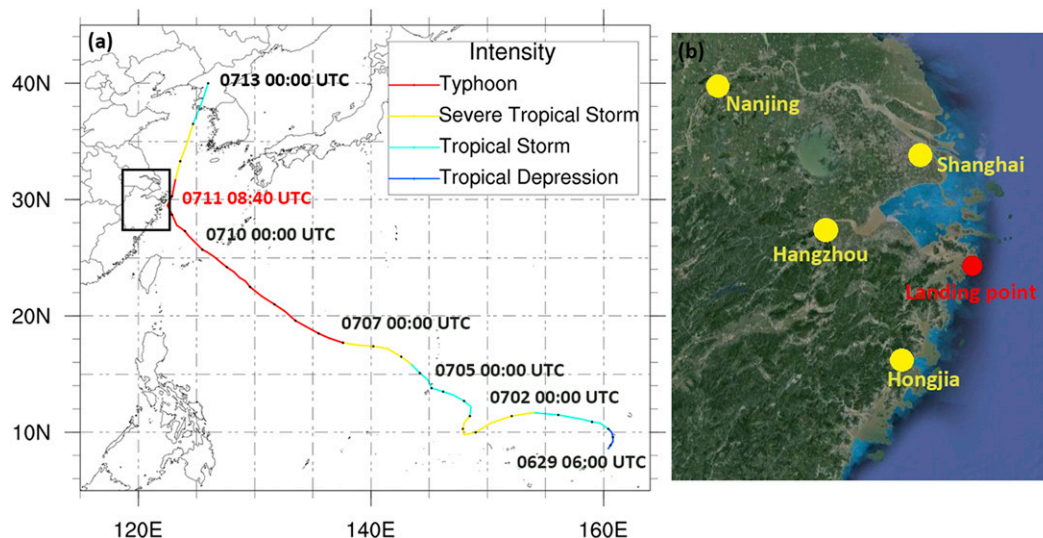 (a)
Intensity
Typhoon
Severe Tropical Storm
Tropical Storm
Tropical Depression
0713 00:00 UTC
0711 08:40 UTC
0710 00:00 UTC
0707 00:00 UTC
0705 00:00 UTC
0702 00:00 UTC
0629 06:00 UTC
40N
30N
20N
10N
120E
140E
160E
(b)
Nanjing
Shanghai
Hangzhou
Landing point
Hongjia